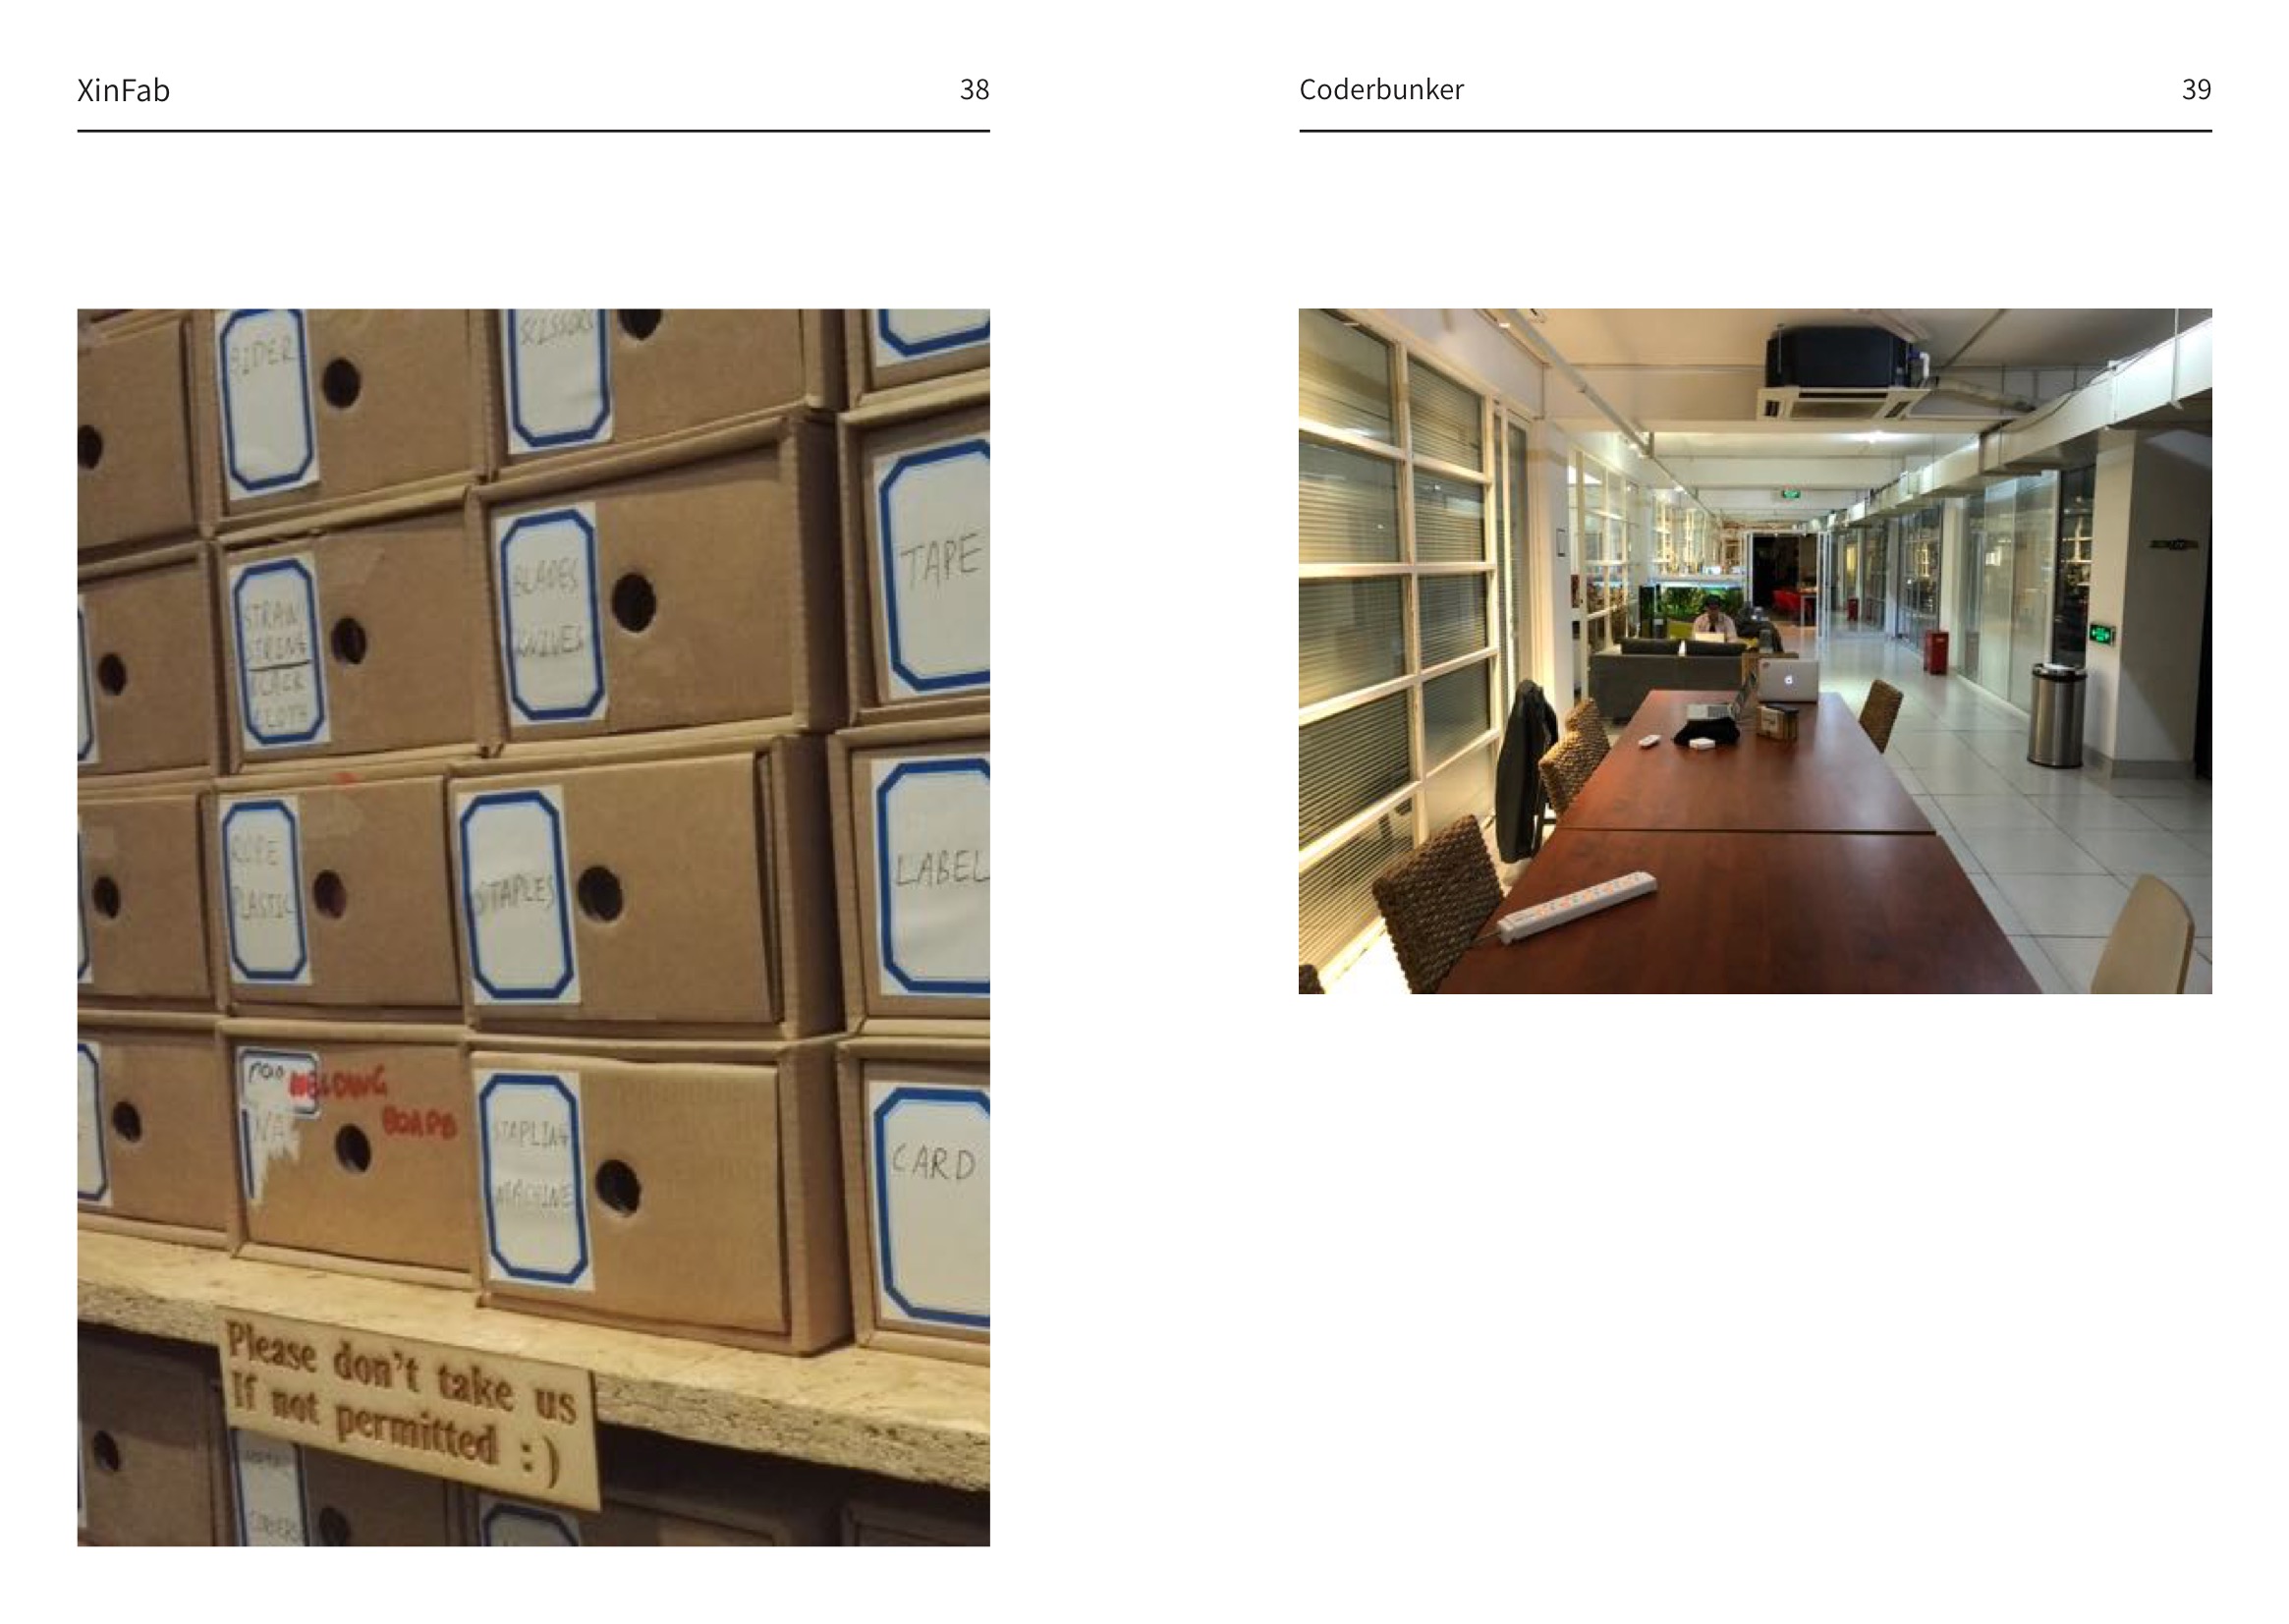 XinFab
38
SCISSORS
BIDER
TAPE
BLADES
KNIVES
STRAW
STRING
BLACK
CLOTH
LABEL
ROPE
PLASTIC
STAPLES
WELDING
BOARD
STAPLING
MACHINE
CARD
Please don't take us
If not permitted :)
Coderbunker
39